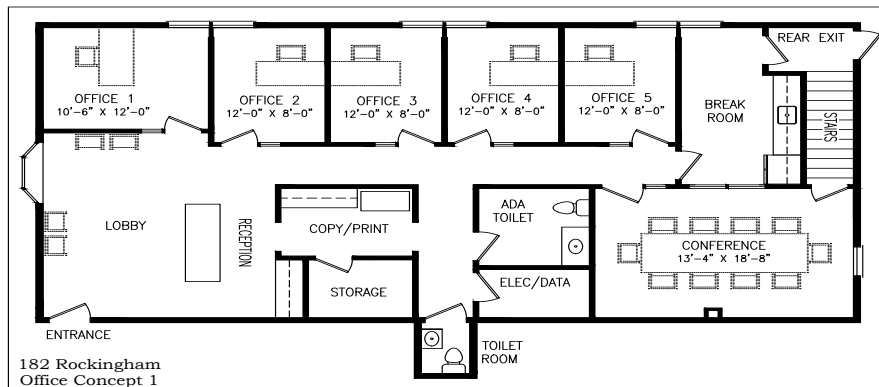 REAR EXIT
OFFICE 1
10'-6" X 12'-0"
OFFICE 2
12'-0" X 8'-0"
OFFICE 3
12'-0" X 8'-0"
OFFICE 4
12'-0" X 8'-0"
OFFICE 5
12'-0" X 8'-0"
BREAK
ROOM
STAIRS
LOBBY
RECEPTION
COPY/PRINT
ADA
TOILET
CONFERENCE
13'-4" X 18'-8"
STORAGE
ELEC/DATA
ENTRANCE
TOILET
ROOM
182 Rockingham
Office Concept 1